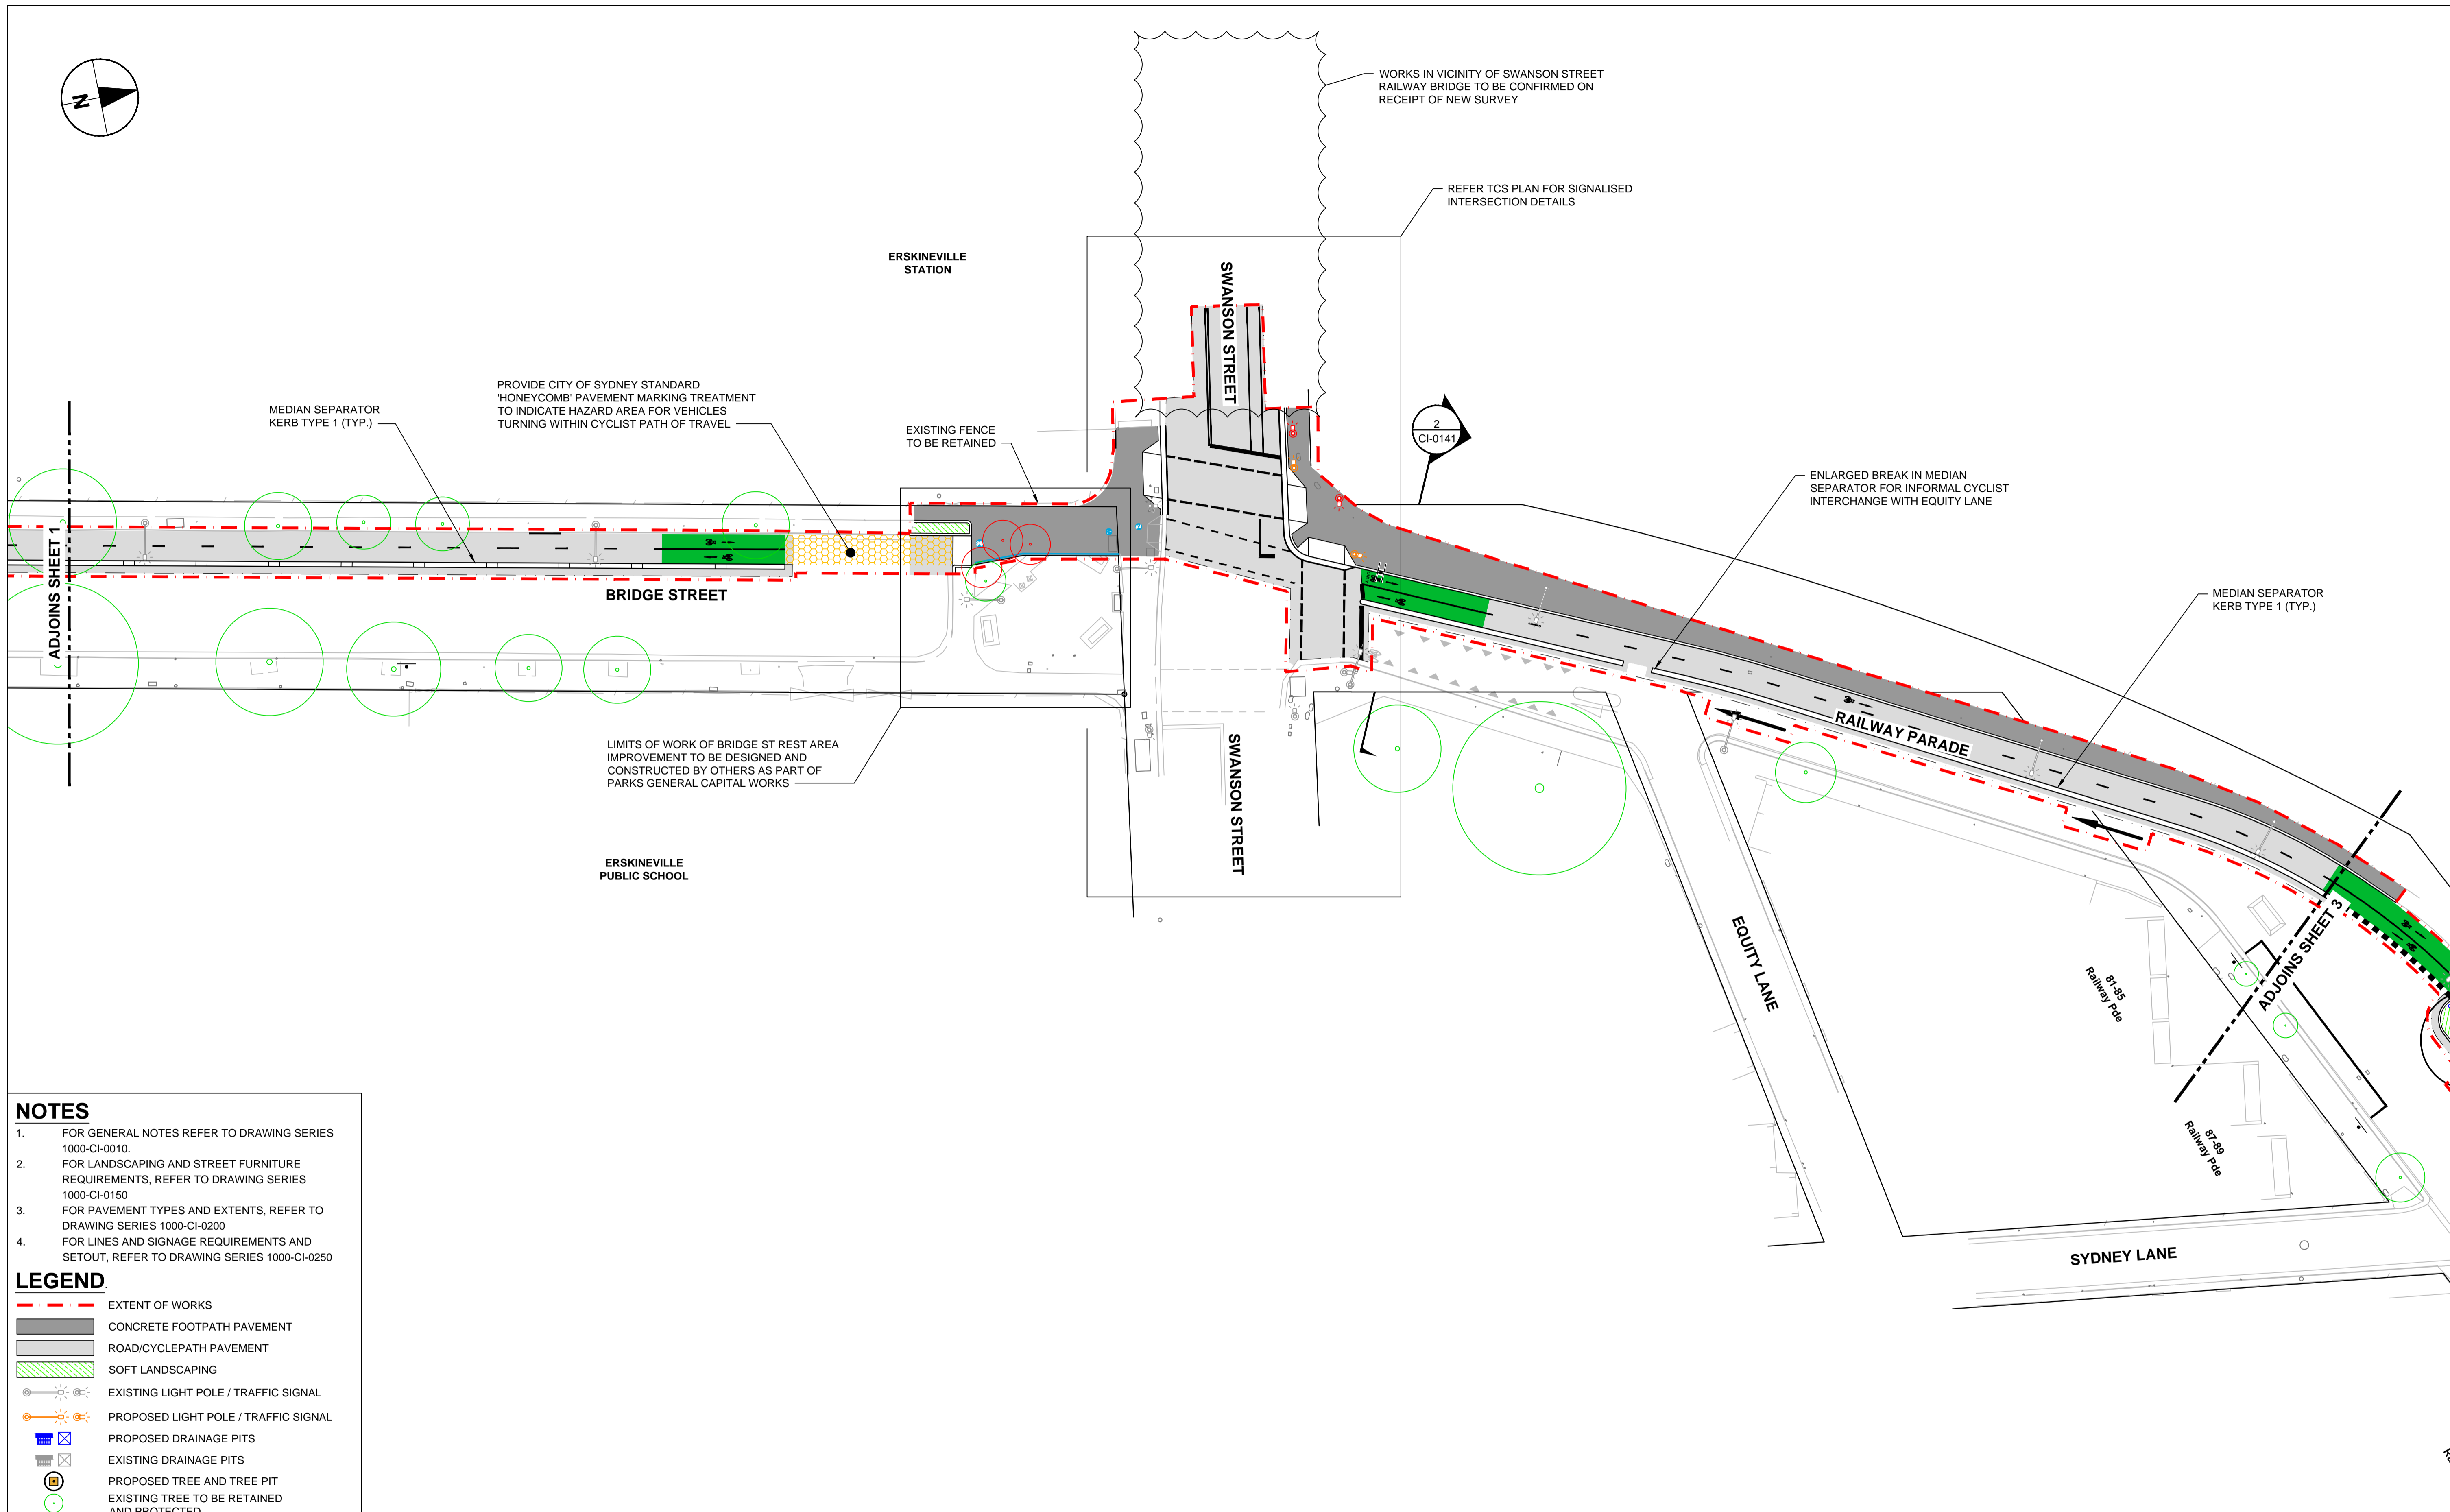 N
WORKS IN VICINITY OF SWANSON STREET
RAILWAY BRIDGE TO BE CONFIRMED ON
RECEIPT OF NEW SURVEY
REFER TCS PLAN FOR SIGNALISED
INTERSECTION DETAILS
ERSKINEVILLE
STATION
SWANSON STREET
PROVIDE CITY OF SYDNEY STANDARD
'HONEYCOMB' PAVEMENT MARKING TREATMENT
TO INDICATE HAZARD AREA FOR VEHICLES
TURNING WITHIN CYCLIST PATH OF TRAVEL
MEDIAN SEPARATOR
KERB TYPE 1 (TYP.)
EXISTING FENCE
TO BE RETAINED
2
CI-0141
ENLARGED BREAK IN MEDIAN
SEPARATOR FOR INFORMAL CYCLIST
INTERCHANGE WITH EQUITY LANE
MEDIAN SEPARATOR
KERB TYPE 1 (TYP.)
ADJOINS SHEET 1
BRIDGE STREET
RAILWAY PARADE
LIMITS OF WORK OF BRIDGE ST REST AREA
IMPROVEMENT TO BE DESIGNED AND
CONSTRUCTED BY OTHERS AS PART OF
PARKS GENERAL CAPITAL WORKS
SWANSON STREET
ERSKINEVILLE
PUBLIC SCHOOL
EQUITY LANE
ADJOINS SHEET 3
81-85
Railway Pde
87-89
Railway Pde
SYDNEY LANE
NOTES
1. FOR GENERAL NOTES REFER TO DRAWING SERIES
1000-CI-0010.
2. FOR LANDSCAPING AND STREET FURNITURE
REQUIREMENTS, REFER TO DRAWING SERIES
1000-CI-0150
3. FOR PAVEMENT TYPES AND EXTENTS, REFER TO
DRAWING SERIES 1000-CI-0200
4. FOR LINES AND SIGNAGE REQUIREMENTS AND
SETOUT, REFER TO DRAWING SERIES 1000-CI-0250
LEGEND.
EXTENT OF WORKS
CONCRETE FOOTPATH PAVEMENT
ROAD/CYCLEPATH PAVEMENT
SOFT LANDSCAPING
EXISTING LIGHT POLE / TRAFFIC SIGNAL
PROPOSED LIGHT POLE / TRAFFIC SIGNAL
PROPOSED DRAINAGE PITS
EXISTING DRAINAGE PITS
PROPOSED TREE AND TREE PIT
EXISTING TREE TO BE RETAINED
AND PROTECTED